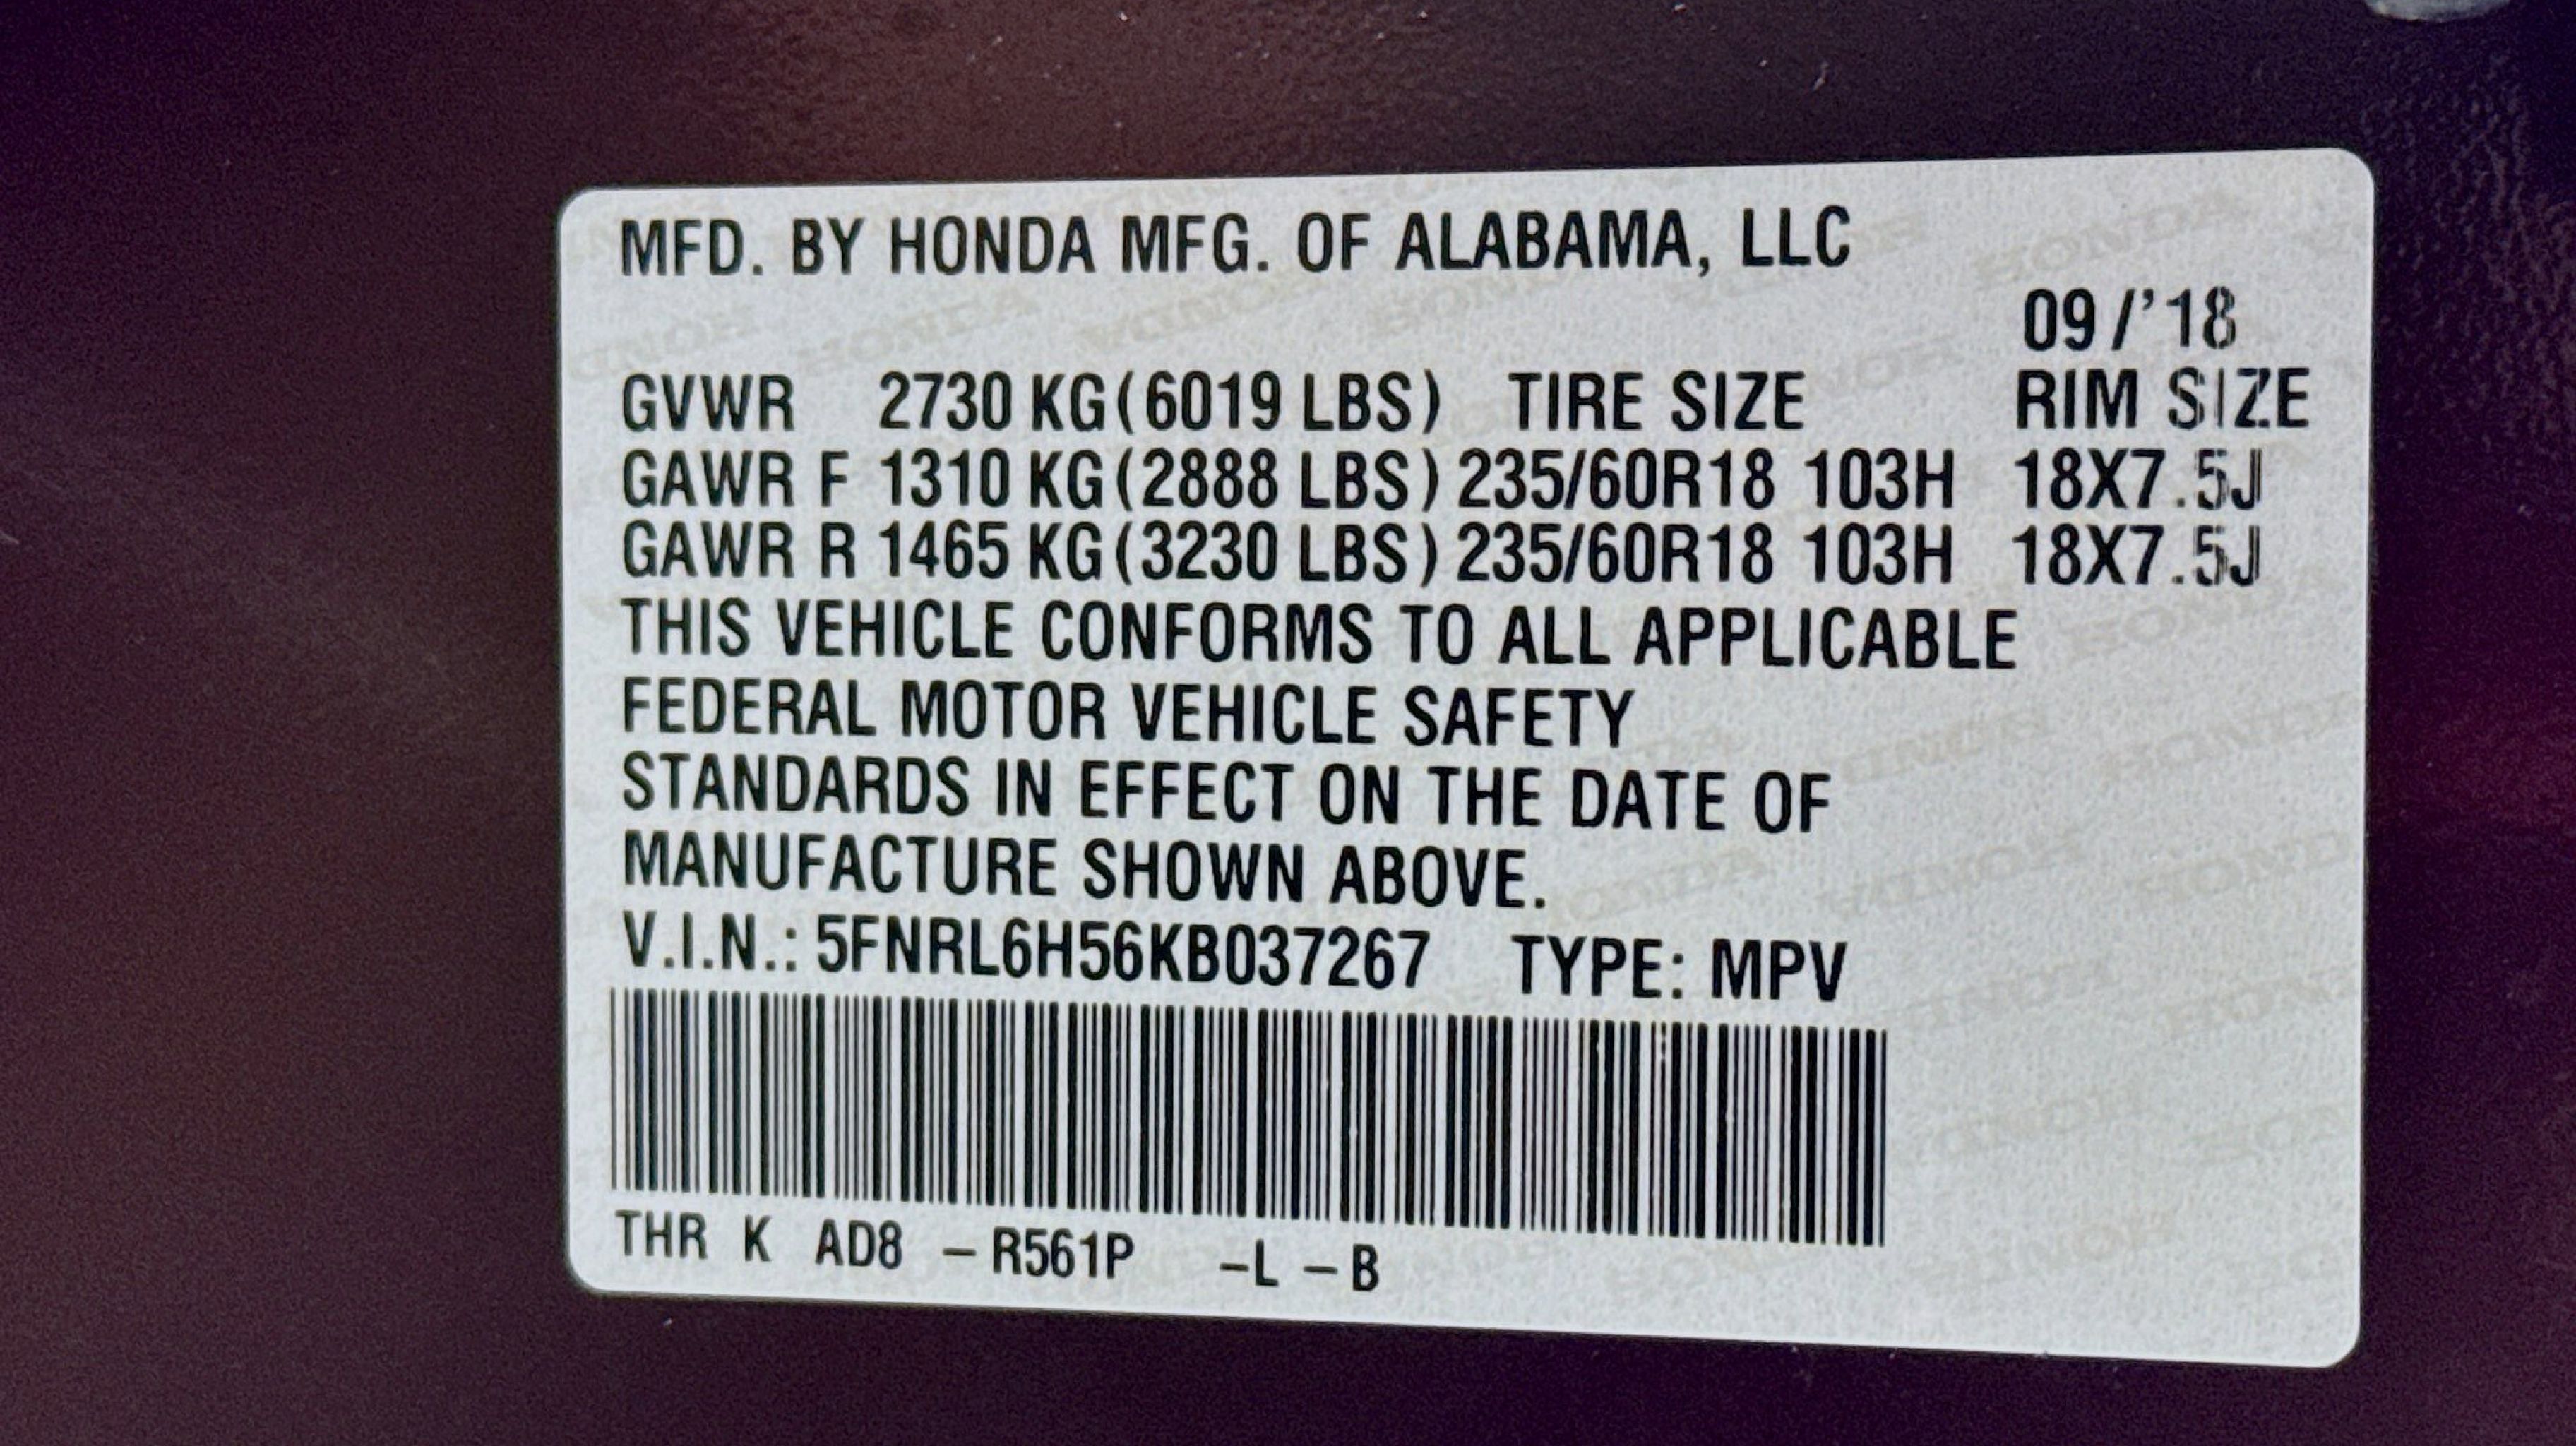 MFD. BY HONDA MFG. OF ALABAMA, LLC
09/'18
GVWR 2730 KG(6019 LBS) TIRE SIZE RIM SIZE
GAWR F 1310 KG(2888 LBS) 235/60R18 103H 18X7.5J
GAWR R 1465 KG(3230 LBS) 235/60R18 103H 18X7.5J
THIS VEHICLE CONFORMS TO ALL APPLICABLE
FEDERAL MOTOR VEHICLE SAFETY
STANDARDS IN EFFECT ON THE DATE OF
MANUFACTURE SHOWN ABOVE.
V.I.N.: 5FNRL6H56KB037267 TYPE: MPV
THR K AD8 – R561P –L – B